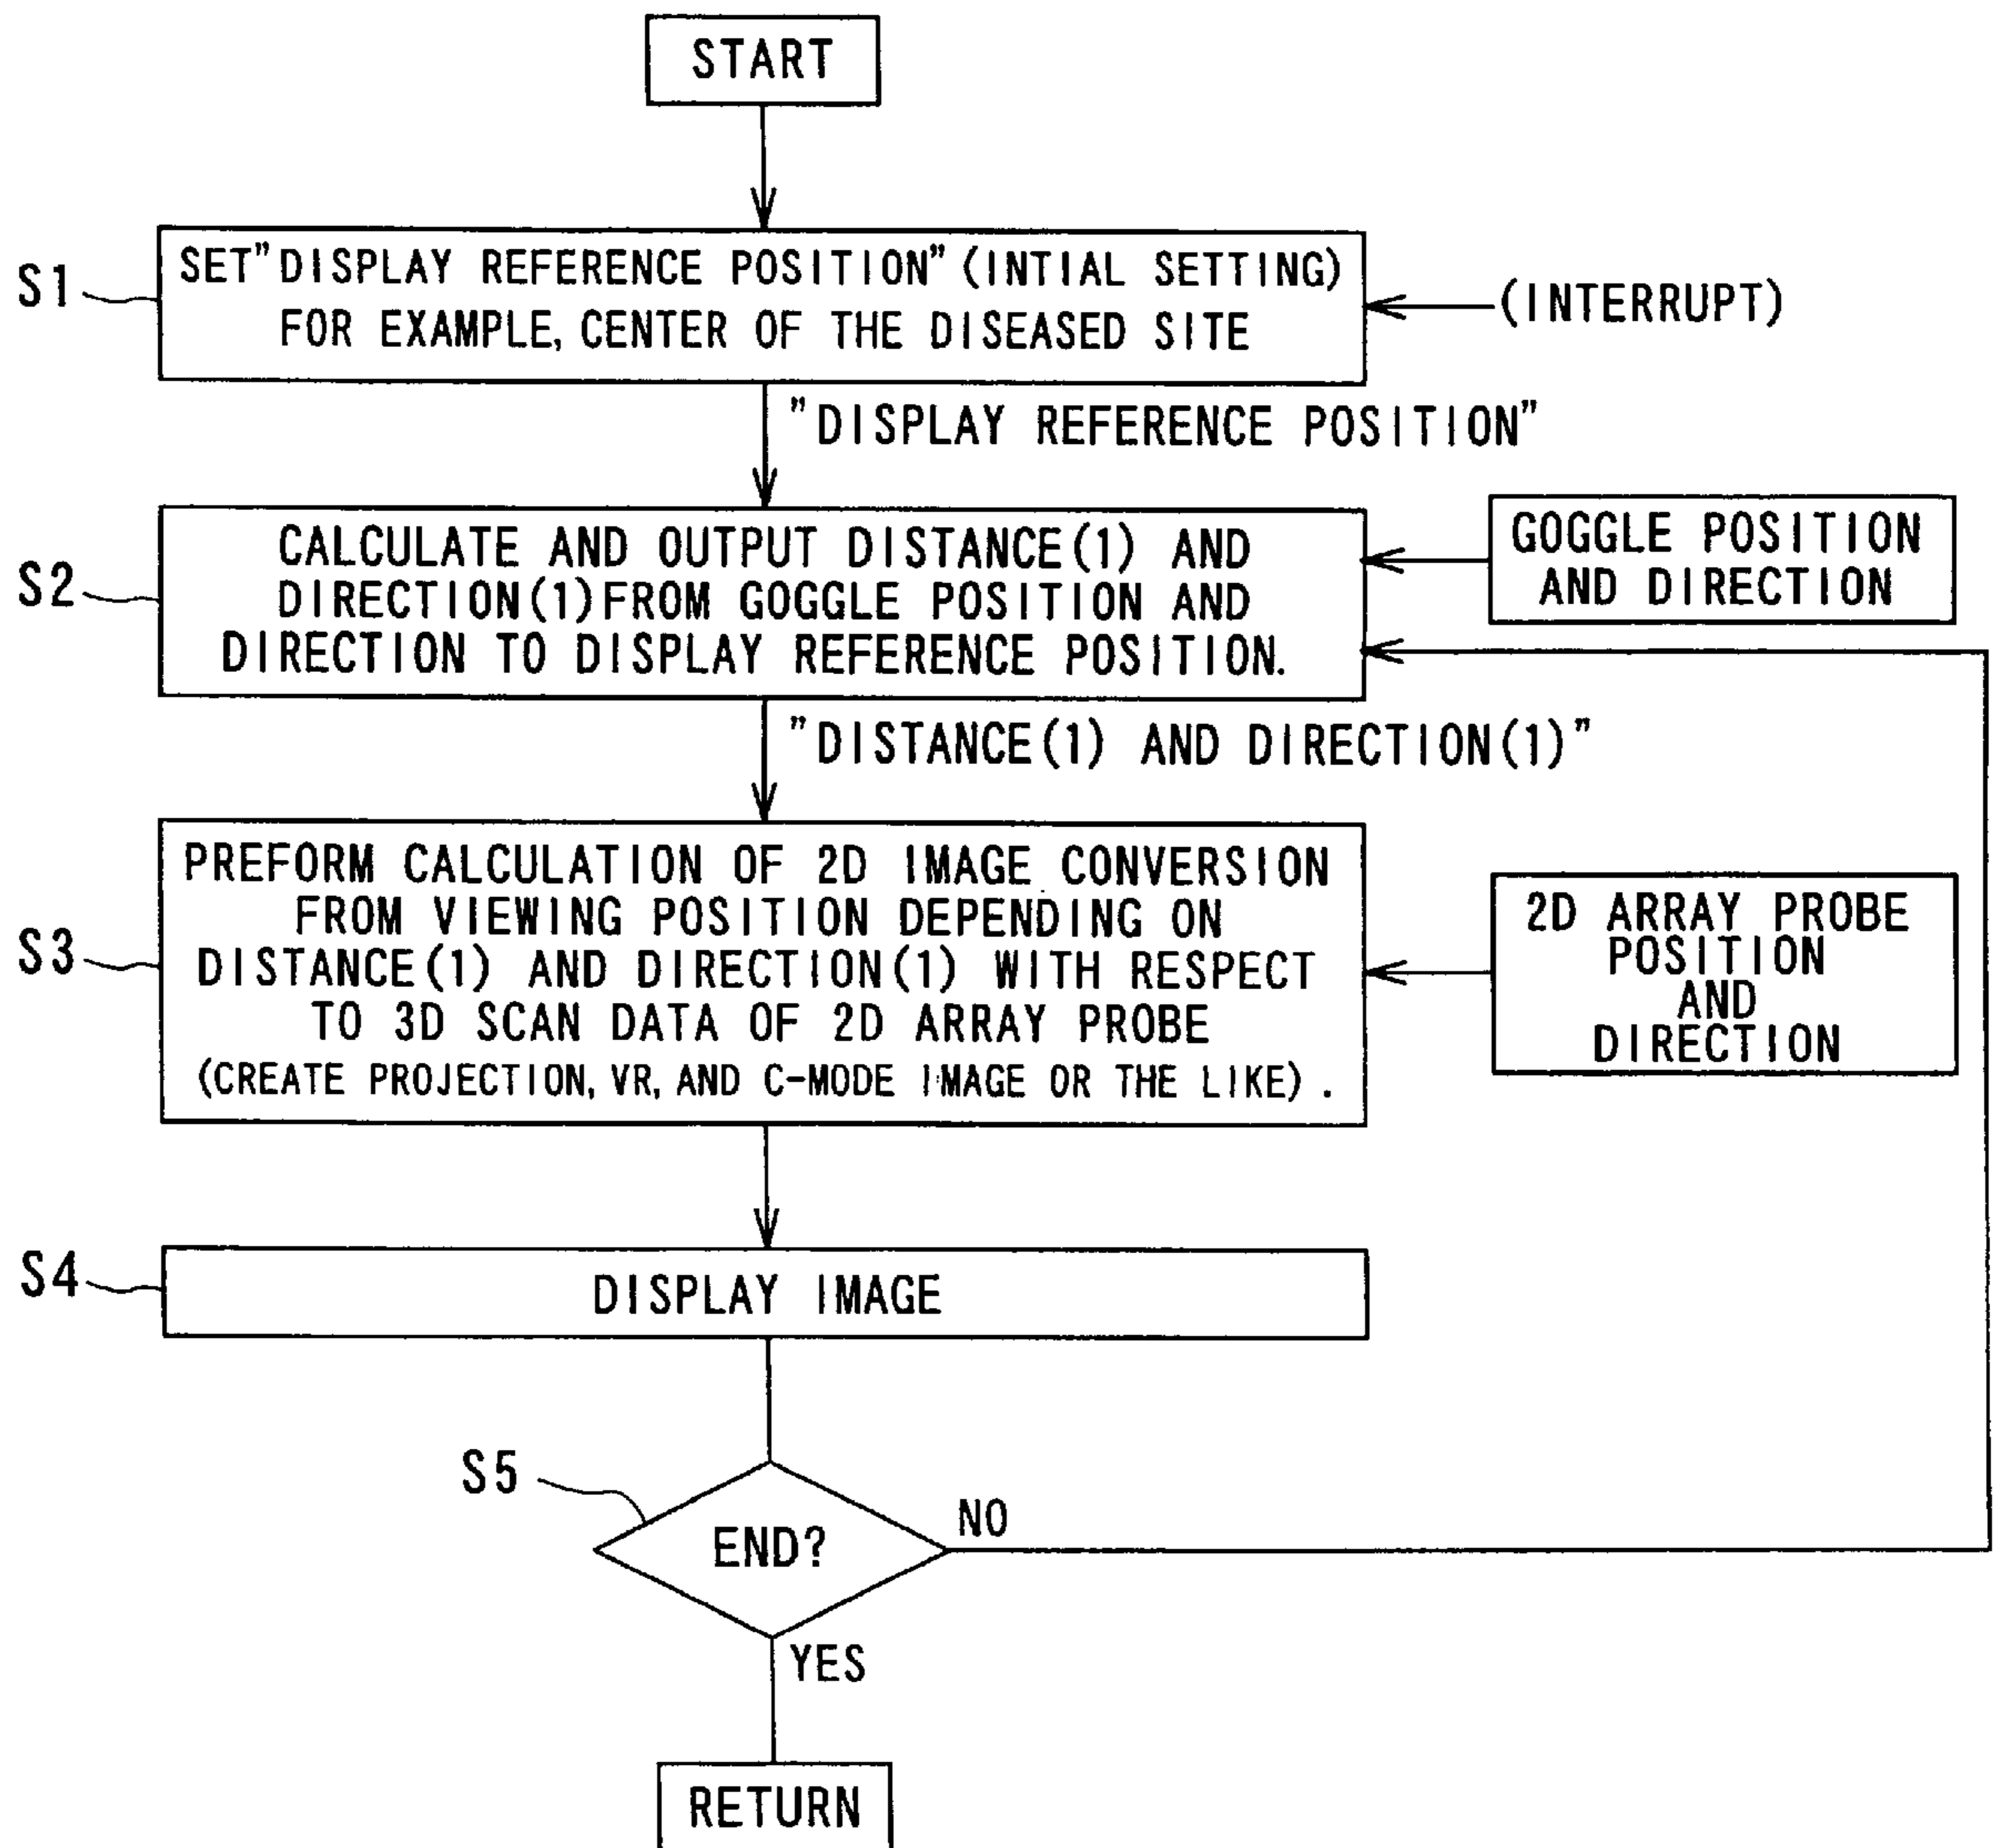 START
S1
SET"DISPLAY REFERENCE POSITION"(INTIAL SETTING)
FOR EXAMPLE, CENTER OF THE DISEASED SITE
(INTERRUPT)
"DISPLAY REFERENCE POSITION"
S2
CALCULATE AND OUTPUT DISTANCE(1) AND
DIRECTION(1)FROM GOGGLE POSITION AND
DIRECTION TO DISPLAY REFERENCE POSITION.
GOGGLE POSITION
AND DIRECTION
"DISTANCE(1) AND DIRECTION(1)"
S3
PREFORM CALCULATION OF 2D IMAGE CONVERSION
FROM VIEWING POSITION DEPENDING ON
DISTANCE(1) AND DIRECTION(1) WITH RESPECT
TO 3D SCAN DATA OF 2D ARRAY PROBE
(CREATE PROJECTION, VR, AND C-MODE IMAGE OR THE LIKE).
2D ARRAY PROBE
POSITION
AND
DIRECTION
S4
DISPLAY IMAGE
S5
END?
NO
YES
RETURN